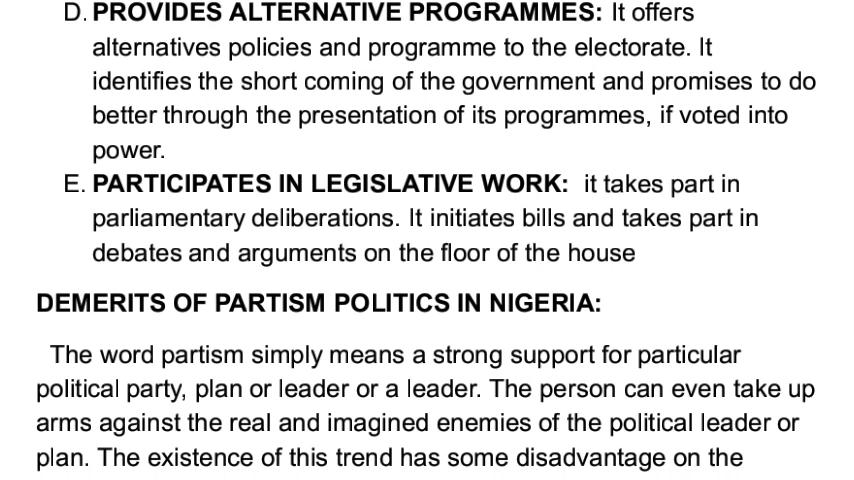 D. PROVIDES ALTERNATIVE PROGRAMMES: It offers
alternatives policies and programme to the electorate. It
identifies the short coming of the government and promises to do
better through the presentation of its programmes, if voted into
power.
E. PARTICIPATES IN LEGISLATIVE WORK:  it takes part in
parliamentary deliberations. It initiates bills and takes part in
debates and arguments on the floor of the house
DEMERITS OF PARTISM POLITICS IN NIGERIA:
The word partism simply means a strong support for particular
political party, plan or leader or a leader. The person can even take up
arms against the real and imagined enemies of the political leader or
plan. The existence of this trend has some disadvantage on the